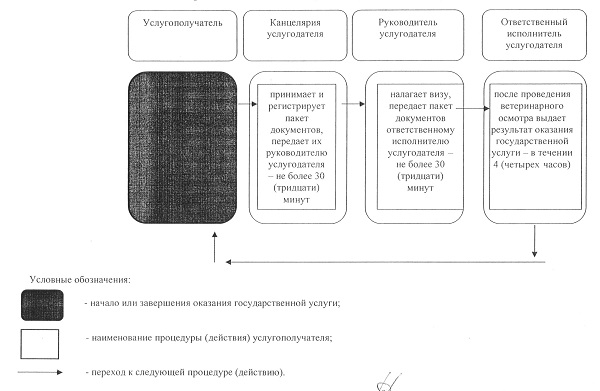 Услугополучатель
Канцелярия
услугодателя
Руководитель
услугодателя
Ответственный
исполнитель
услугодателя
принимает и
регистрирует
пакет
документов,
передает их
руководителю
услугодателя
– не более 30
(тридцати)
минут
налагает визу,
передает пакет
документов
ответственному
исполнителю
услугодателя –
не более 30
(тридцати)
минут
после проведения
ветеринарного
осмотра выдает
результат оказания
государственной
услуги – в течении
4 (четырех часов)
Условные обозначения:
- начало или завершения оказания государственной услуги;
- наименование процедуры (действия) услугополучателя;
- переход к следующей процедуре (действию).